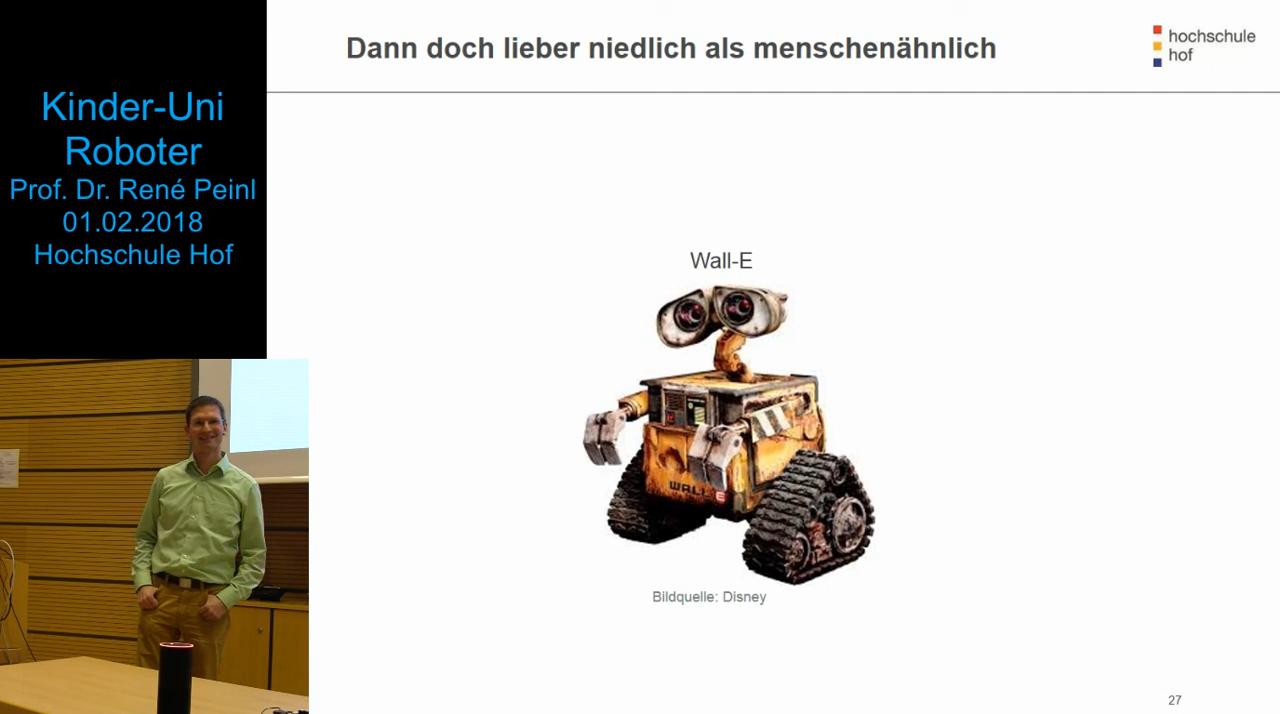 Kinder-Uni
Roboter
Prof. Dr. René Peinl
01.02.2018
Hochschule Hof
Dann doch lieber niedlich als menschenähnlich
hochschule
hof
Wall-E
WALL·E
Bildquelle: Disney
27